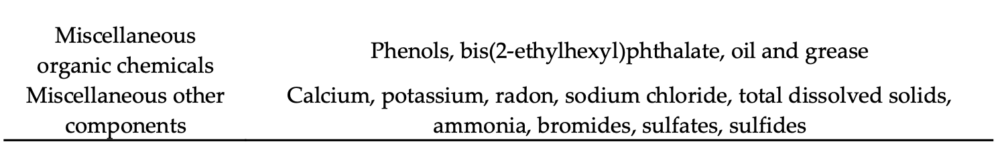 Miscellaneous
organic chemicals
Phenols, bis(2-ethylhexyl)phthalate, oil and grease
Miscellaneous other
components
Calcium, potassium, radon, sodium chloride, total dissolved solids,
ammonia, bromides, sulfates, sulfides